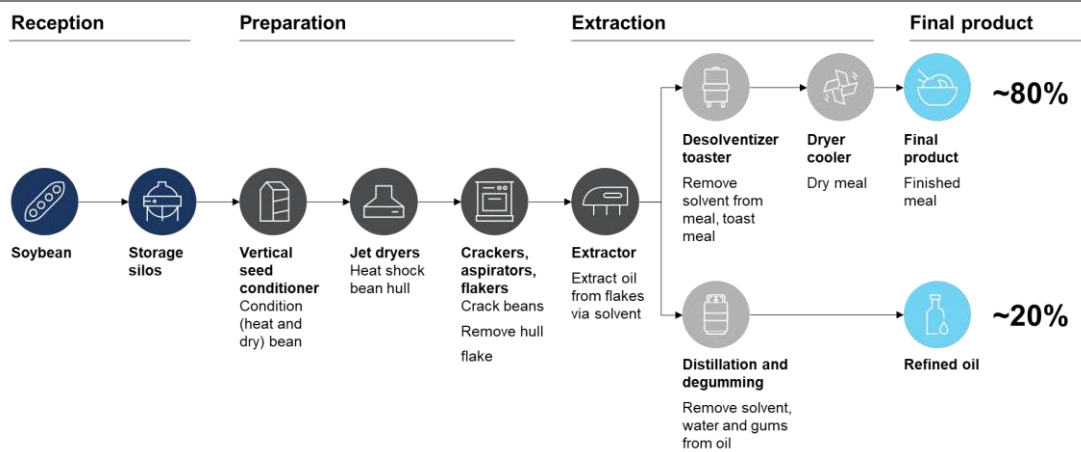 Reception
Preparation
Extraction
Final product
Desolventizer
toaster
Remove
solvent from
meal, toast
meal
Dryer
cooler
Dry meal
Final
product
Finished
meal
~80%
Soybean
Storage
silos
Vertical
seed
conditioner
Condition
(heat and
dry) bean
Jet dryers
Heat shock
bean hull
Crackers,
aspirators,
flakers
Crack beans
Remove hull
flake
Extractor
Extract oil
from flakes
via solvent
Distillation and
degumming
Remove solvent,
water and gums
from oil
Refined oil
~20%